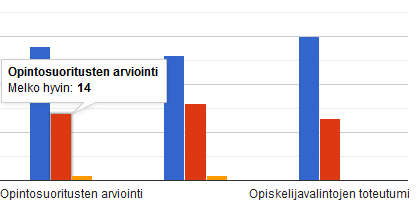 Opintosuoritusten arviointi
Melko hyvin: 14
Opintosuoritusten arviointi
Opiskelijavalintojen toteutumi